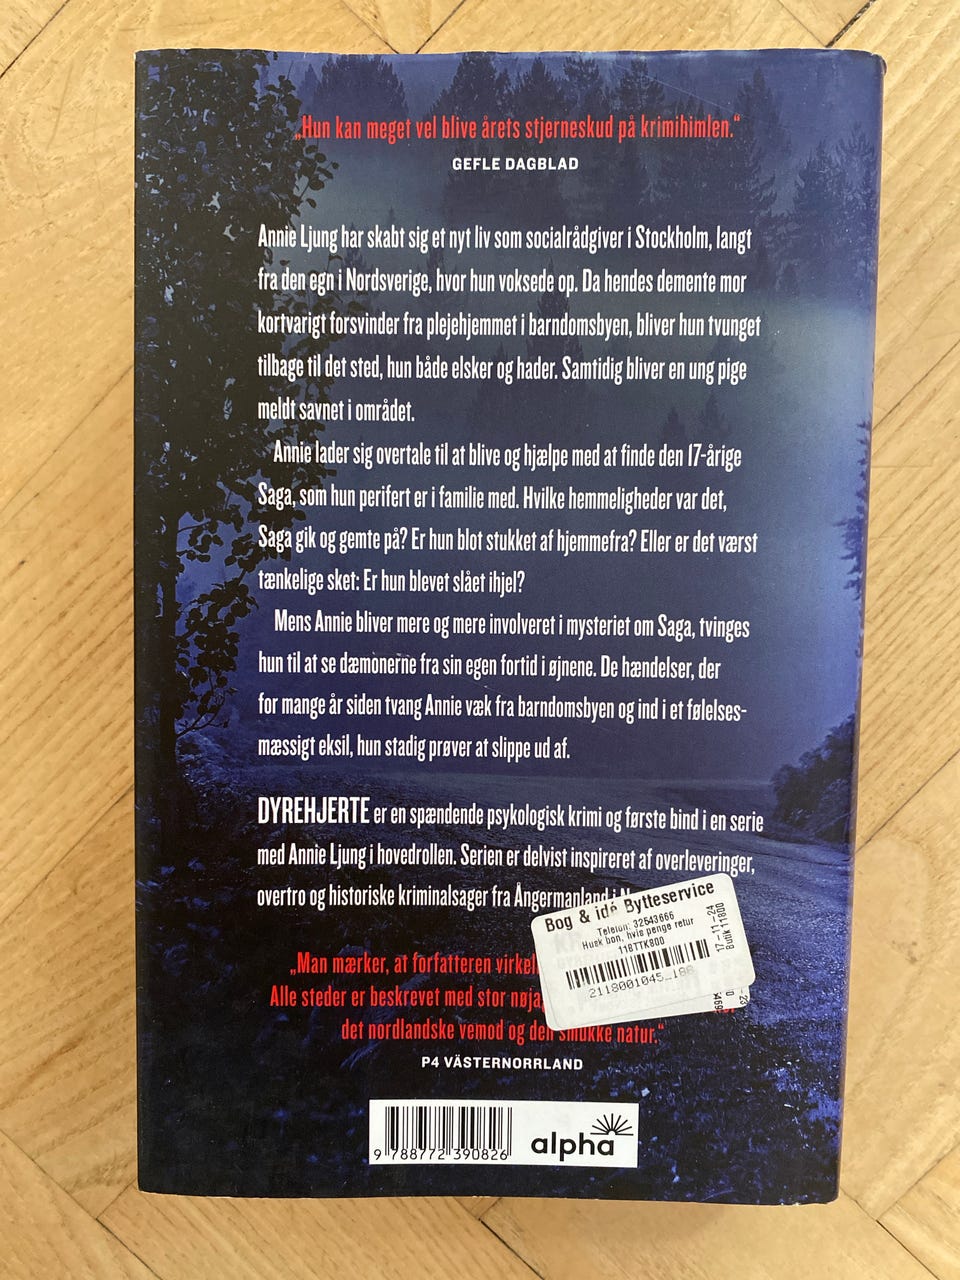 „Hun kan meget vel blive årets stjerneskud på krimihimlen.“
GEFLE DAGBLAD
Annie Ljung har skabt sig et nyt liv som socialrådgiver i Stockholm, langt
fra den egn i Nordsverige, hvor hun voksede op. Da hendes demente mor
kortvarigt forsvinder fra plejehjemmet i barndomsbyen, bliver hun tvunget
tilbage til det sted, hun både elsker og hader. Samtidig bliver en ung pige
meldt savnet i området.
Annie lader sig overtale til at blive og hjælpe med at finde den 17-årige
Saga, som hun perifert er i familie med. Hvilke hemmeligheder var det,
Saga gik og gemte på? Er hun blot stukket af hjemmefra? Eller er det værst
tænkelige sket: Er hun blevet slået ihjel?
Mens Annie bliver mere og mere involveret i mysteriet om Saga, tvinges
hun til at se dæmonerne fra sin egen fortid i øjnene. De hændelser, der
for mange år siden tvang Annie væk fra barndomsbyen og ind i et følelses-
mæssigt eksil, hun stadig prøver at slippe ud af.
DYREHJERTE er en spændende psykologisk krimi og første bind i en serie
med Annie Ljung i hovedrollen. Serien er delvist inspireret af overleveringer,
overtro og historiske kriminalsager fra Ångermanland i
Bog & idé Bytteservice
Telefon: 32543666
Husk bon, hvis penge retur
118TTK800
2118001045_188
17-11-24
Butik 11800
„Man mærker, at forfatteren
Alle steder er beskrevet med stor
det nordlandske vemod og den smukke natur.“
P4 VÄSTERNORRLAND
9 788772 390826
alpha